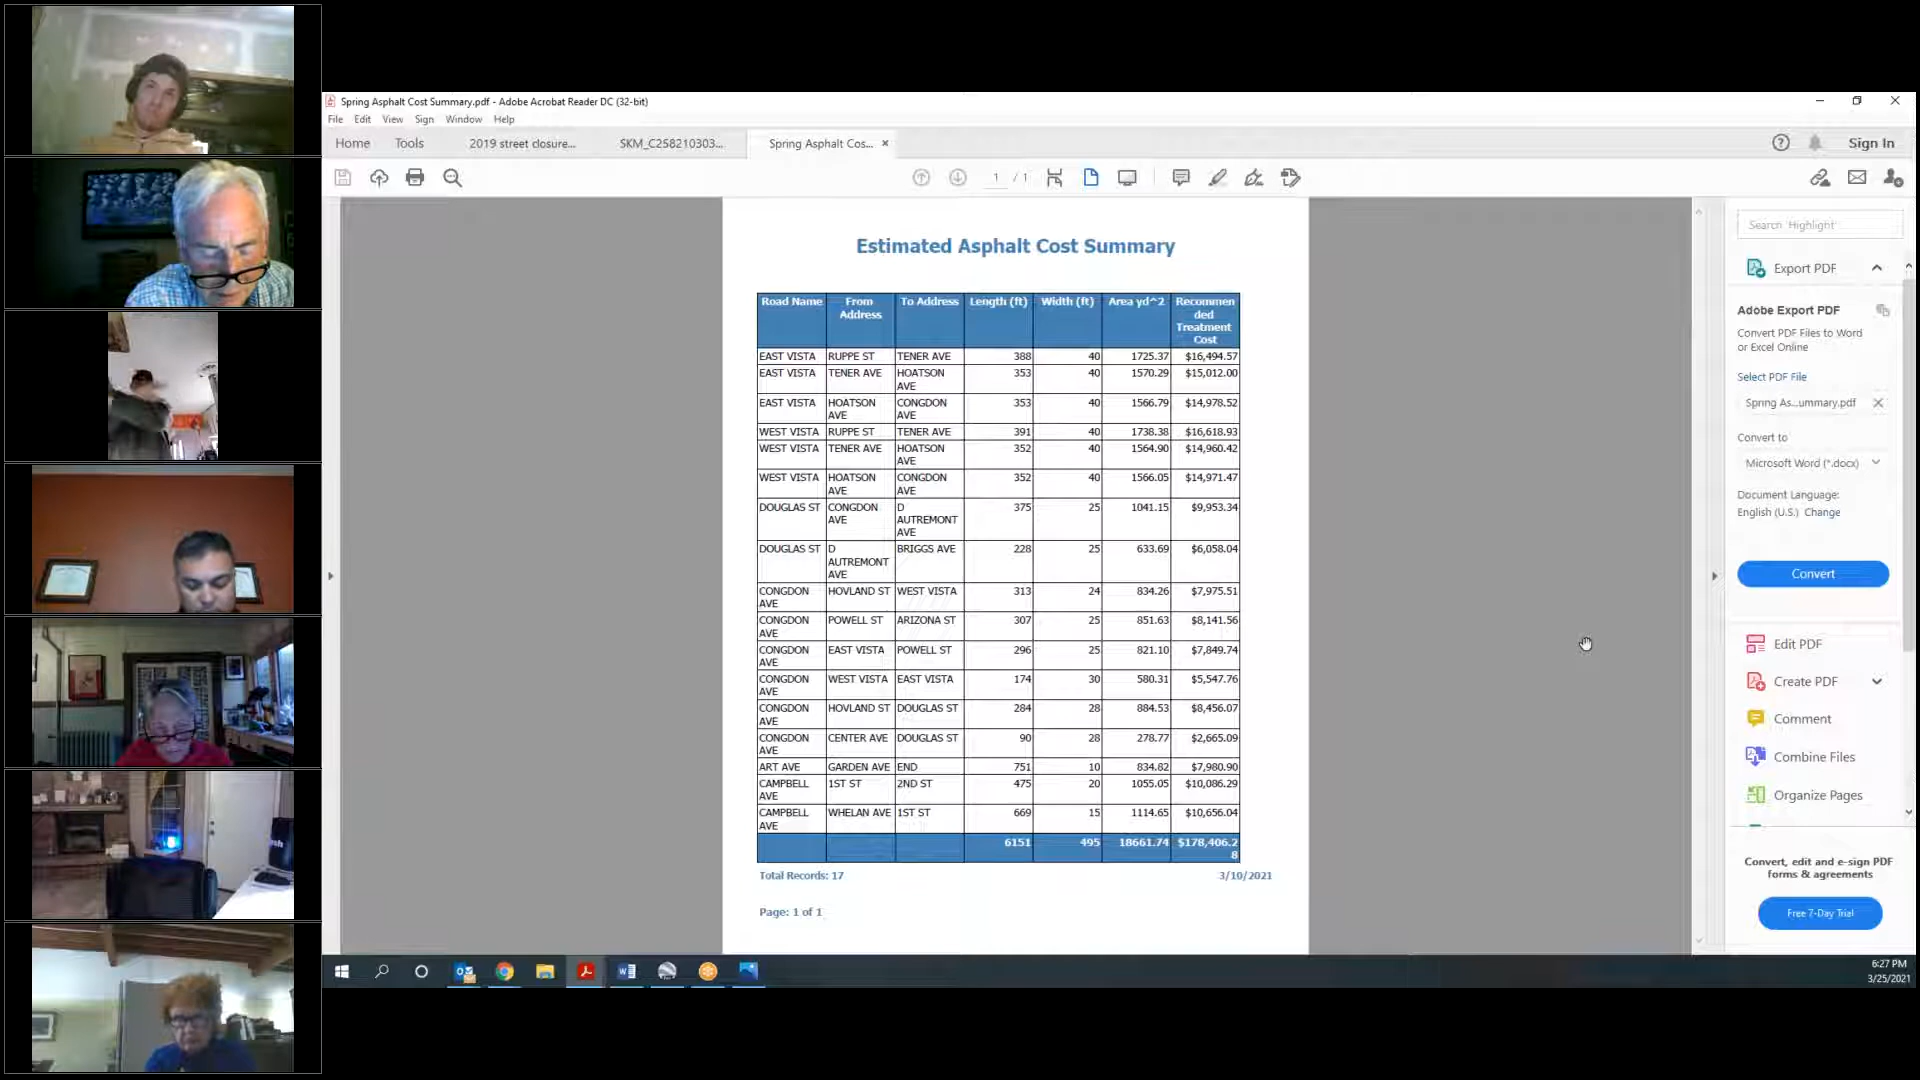 Spring Asphalt Cost Summary.pdf - Adobe Acrobat Reader DC (32-bit)
File Edit View Sign Window Help
Home Tools 2019 street closure... SKM_C258210303... Spring Asphalt Cos... × Sign In
1 / 1
Search 'Highlight'
Estimated Asphalt Cost Summary
Road Name From Address To Address Length (ft) Width (ft) Area yd^2 Recommen ded Treatment Cost
EAST VISTA RUPPE ST TENER AVE 388 40 1725.37 $16,494.57
EAST VISTA TENER AVE HOATSON AVE 353 40 1570.29 $15,012.00
EAST VISTA HOATSON AVE CONGDON AVE 353 40 1566.79 $14,978.52
WEST VISTA RUPPE ST TENER AVE 391 40 1738.38 $16,618.93
WEST VISTA TENER AVE HOATSON AVE 352 40 1564.90 $14,960.42
WEST VISTA HOATSON AVE CONGDON AVE 352 40 1566.05 $14,971.47
DOUGLAS ST CONGDON AVE D AUTREMONT AVE 375 25 1041.15 $9,953.34
DOUGLAS ST D AUTREMONT AVE BRIGGS AVE 228 25 633.69 $6,058.04
CONGDON AVE HOVLAND ST WEST VISTA 313 24 834.26 $7,975.51
CONGDON AVE POWELL ST ARIZONA ST 307 25 851.63 $8,141.56
CONGDON AVE EAST VISTA POWELL ST 296 25 821.10 $7,849.74
CONGDON AVE WEST VISTA EAST VISTA 174 30 580.31 $5,547.76
CONGDON AVE HOVLAND ST DOUGLAS ST 284 28 884.53 $8,456.07
CONGDON AVE CENTER AVE DOUGLAS ST 90 28 278.77 $2,665.09
ART AVE GARDEN AVE END 751 10 834.82 $7,980.90
CAMPBELL AVE 1ST ST 2ND ST 475 20 1055.05 $10,086.29
CAMPBELL AVE WHELAN AVE 1ST ST 669 15 1114.65 $10,656.04
6151 495 18661.74 $178,406.28
Total Records: 17 3/10/2021
Page: 1 of 1
Export PDF
Adobe Export PDF
Convert PDF Files to Word
or Excel Online
Select PDF File
Spring As...ummary.pdf ×
Convert to
Microsoft Word (*.docx)
Document Language:
English (U.S.) Change
Convert
Edit PDF
Create PDF
Comment
Combine Files
Organize Pages
Convert, edit and e-sign PDF
forms & agreements
Free 7-Day Trial
6:27 PM
3/25/2021